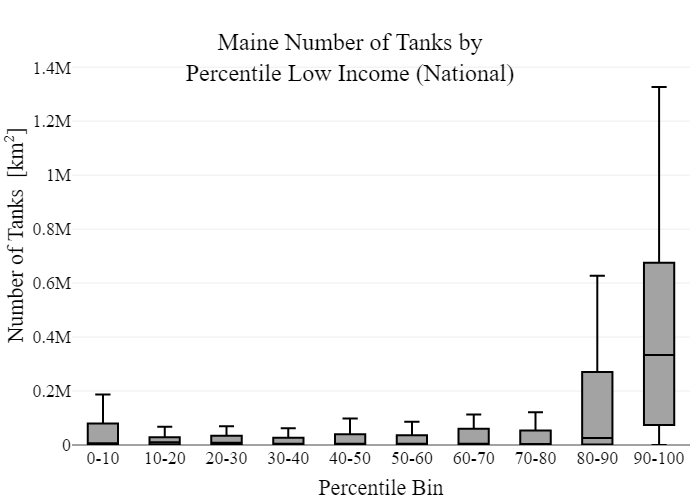 Maine Number of Tanks by
Percentile Low Income (National)
Number of Tanks [km²]
1.4M
1.2M
1M
0.8M
0.6M
0.4M
0.2M
0
0-10 10-20 20-30 30-40 40-50 50-60 60-70 70-80 80-90 90-100
Percentile Bin